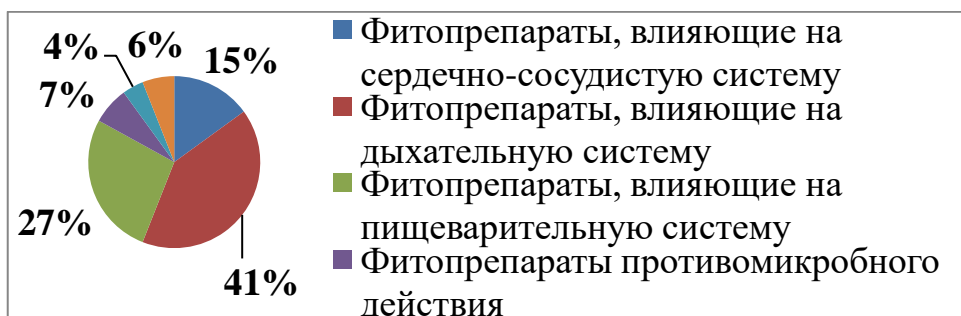 4%
6%
15%
7%
27%
41%
Фитопрепараты, влияющие на
сердечно-сосудистую систему
Фитопрепараты, влияющие на
дыхательную систему
Фитопрепараты, влияющие на
пищеварительную систему
Фитопрепараты противомикробного
действия